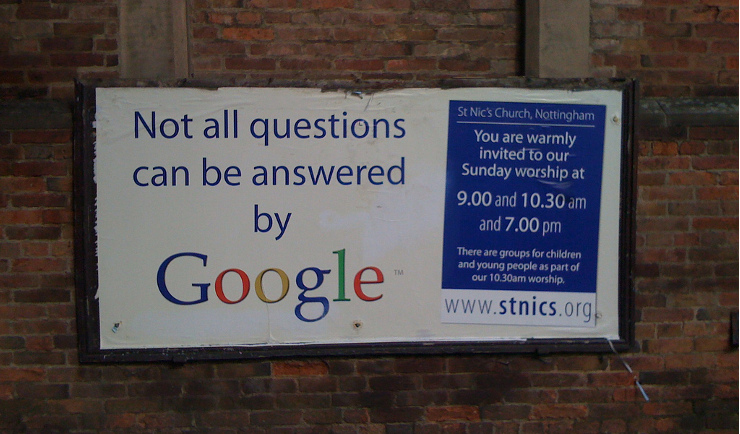 Not all questions
can be answered
by
Google™
St Nic's Church, Nottingham
You are warmly
invited to our
Sunday worship at
9.00 and 10.30 am
and 7.00 pm
There are groups for children
and young people as part of
our 10.30am worship.
www.stnics.org